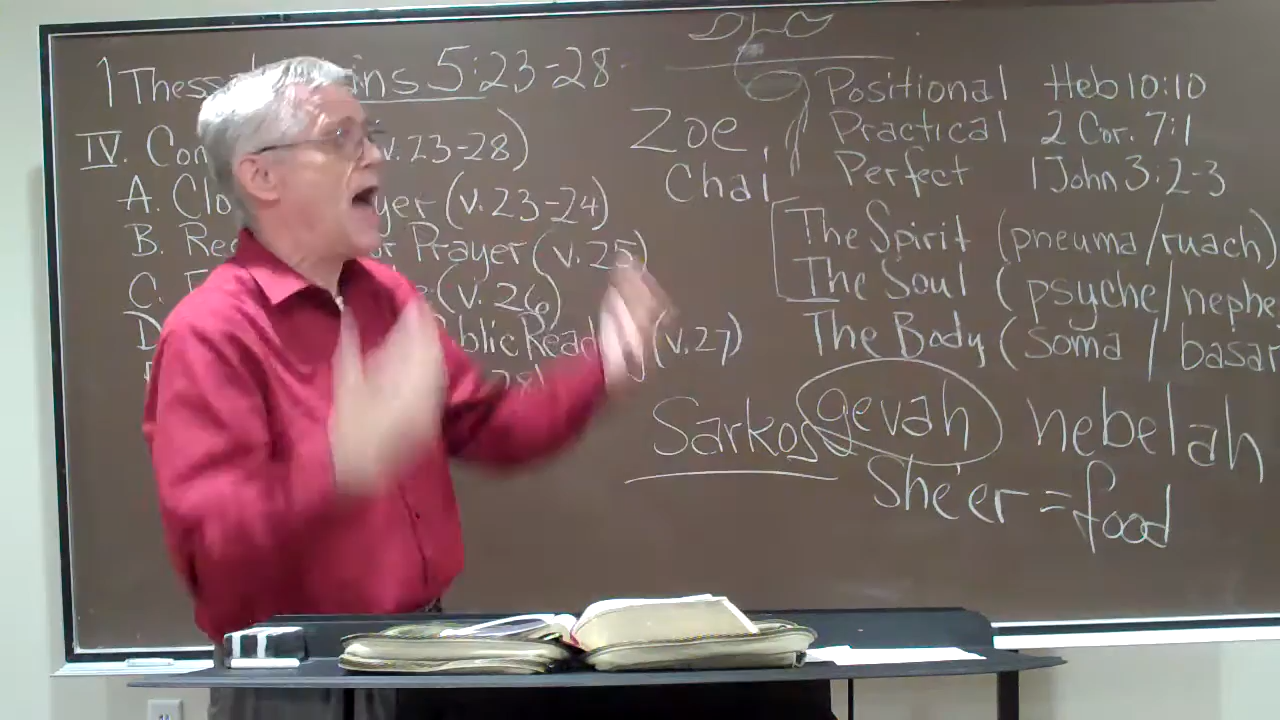 1 Thess ins 5:23-28
IV. Con v. 23-28)
A. Clo yer (v. 23-24)
B. Re r Prayer (v. 25)
C. (v. 26)
D blic Read (v. 27)
28)
DLC
Zoe
Chai
Positional Heb 10:10
Practical 2 Cor. 7:1
Perfect 1 John 3:2-3
The Spirit (pneuma/ruach)
The Soul (psyche/nephe
The Body (soma / basar
Sarkos gevah nebelah
She'er = food